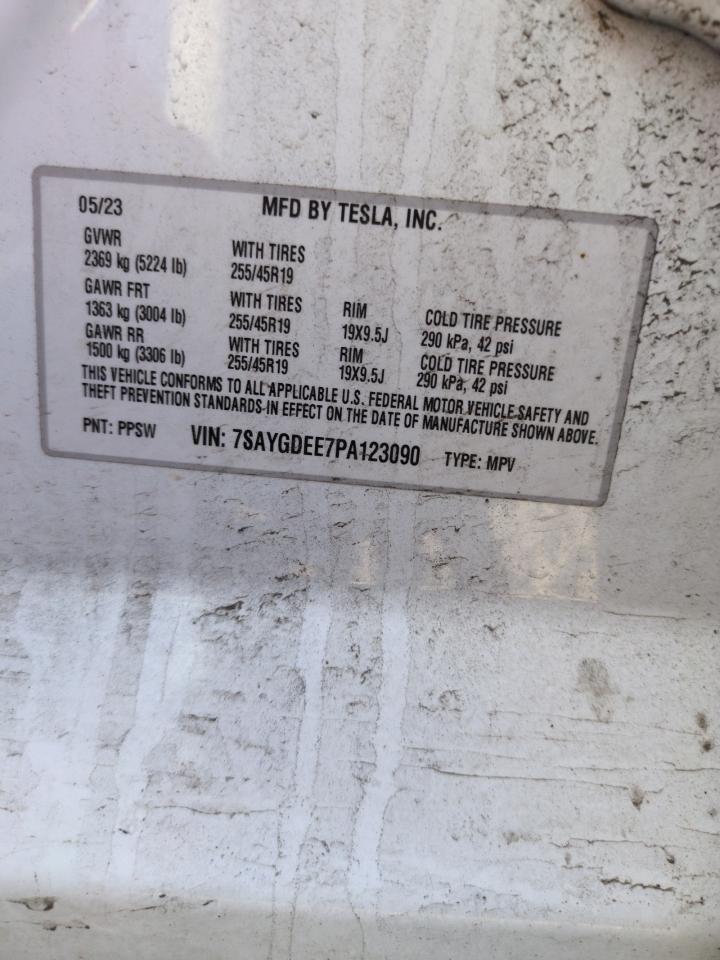 05/23 MFD BY TESLA, INC.
GVWR
2369 kg (5224 lb) WITH TIRES 255/45R19
GAWR FRT
1363 kg (3004 lb) WITH TIRES 255/45R19 RIM 19X9.5J COLD TIRE PRESSURE 290 kPa, 42 psi
GAWR RR
1500 kg (3306 lb) WITH TIRES 255/45R19 RIM 19X9.5J COLD TIRE PRESSURE 290 kPa, 42 psi
THIS VEHICLE CONFORMS TO ALL APPLICABLE U.S. FEDERAL MOTOR VEHICLE SAFETY AND
THEFT PREVENTION STANDARDS IN EFFECT ON THE DATE OF MANUFACTURE SHOWN ABOVE.
PNT: PPSW VIN: 7SAYGDEE7PA123090 TYPE: MPV